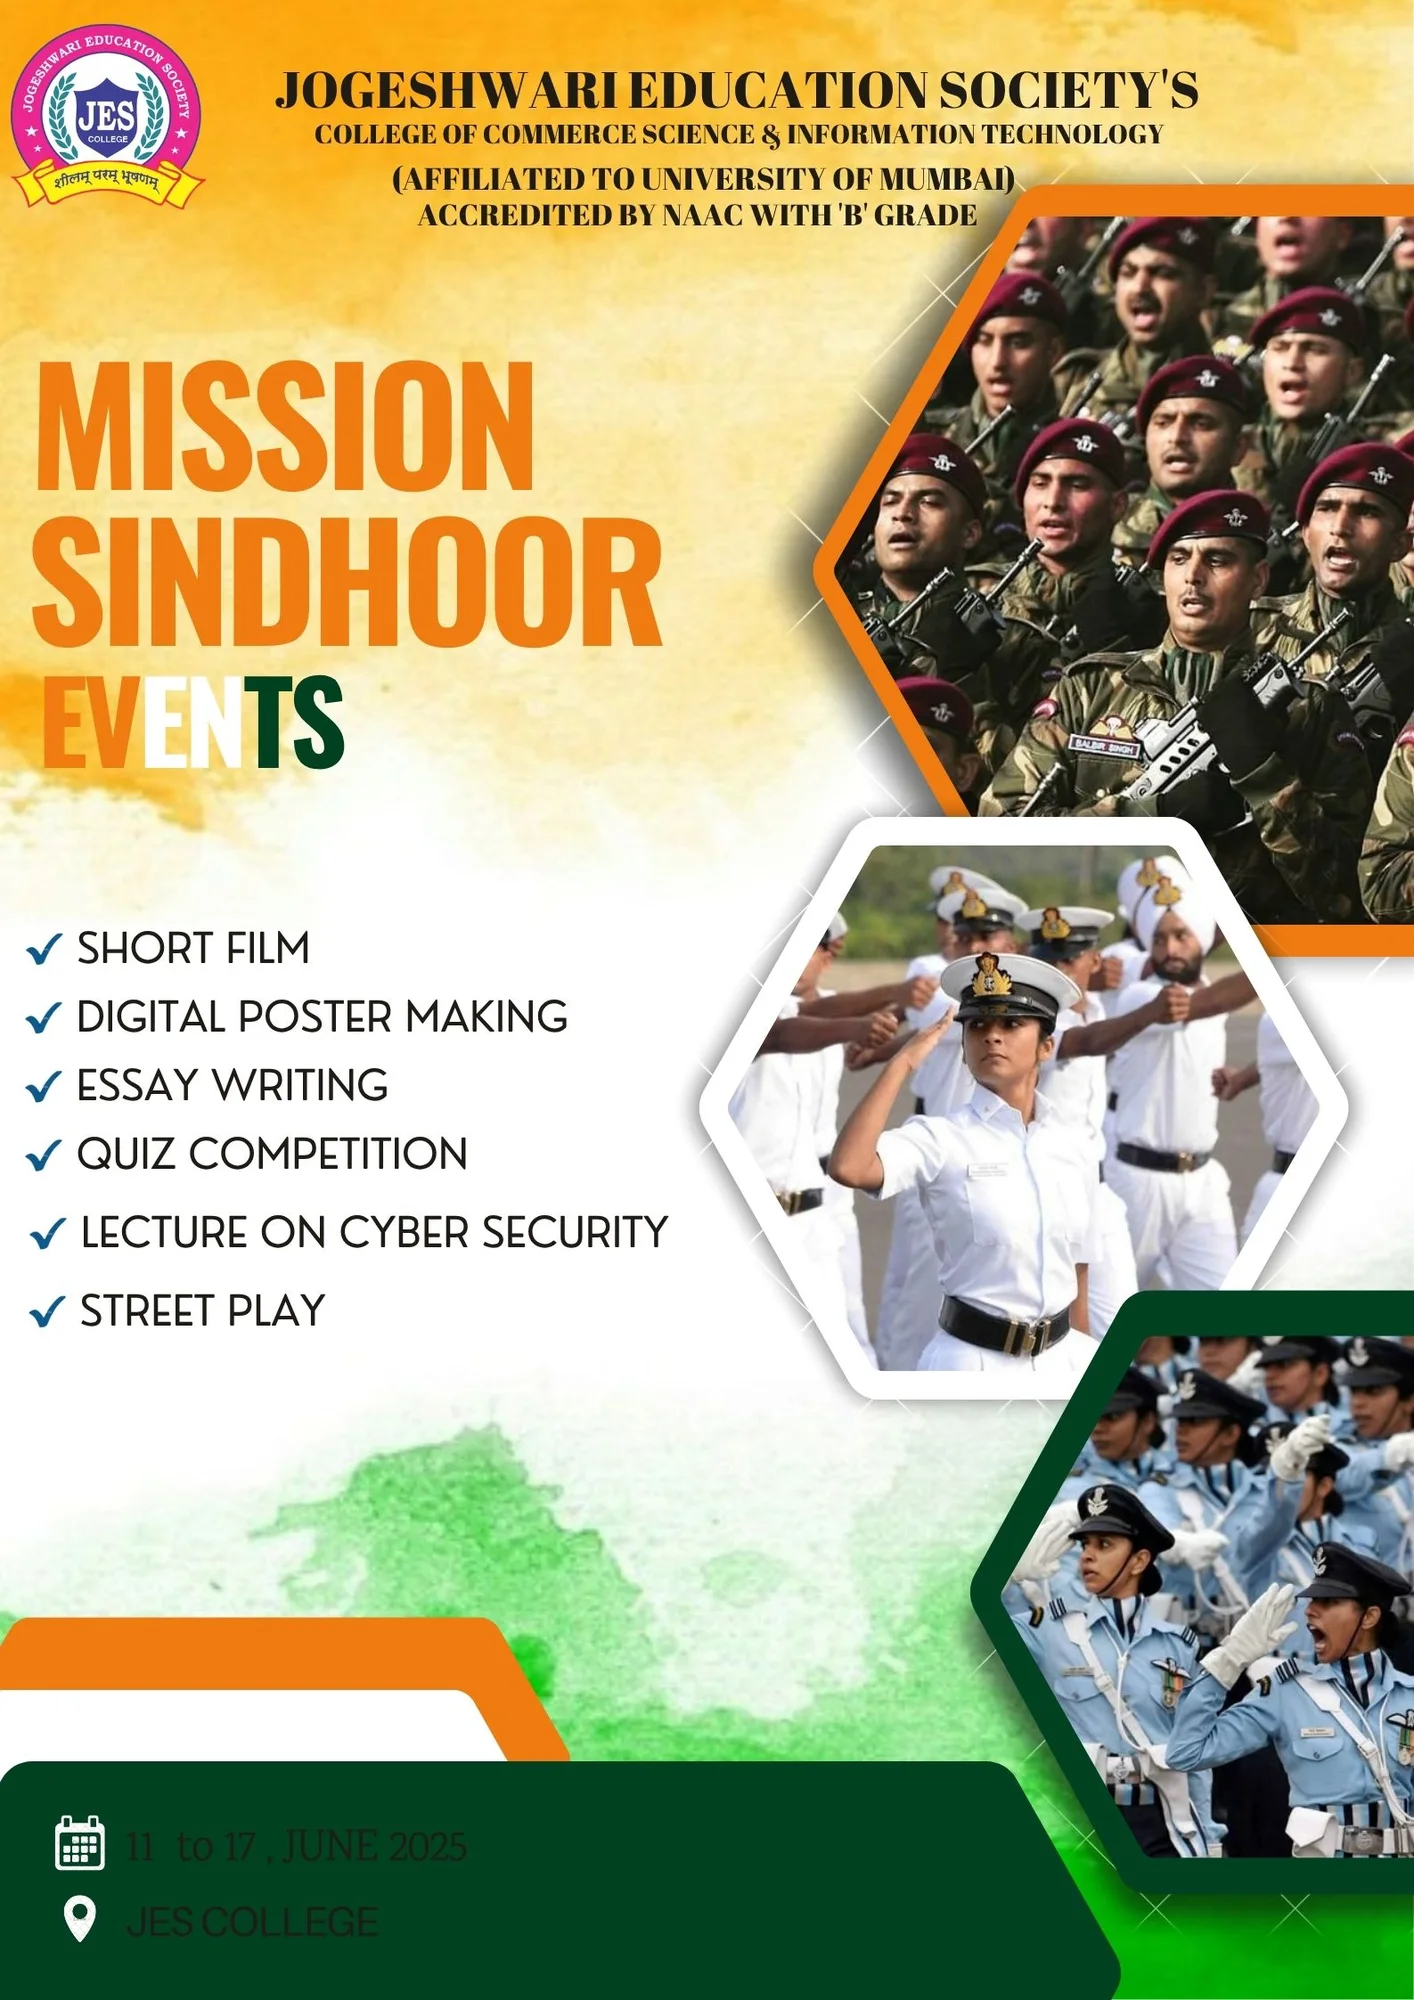 JOGESHWARI EDUCATION SOCIETY
JES
COLLEGE
शीलम् परम् भूषणम्
JOGESHWARI EDUCATION SOCIETY'S
COLLEGE OF COMMERCE SCIENCE & INFORMATION TECHNOLOGY
(AFFILIATED TO UNIVERSITY OF MUMBAI)
ACCREDITED BY NAAC WITH 'B' GRADE
MISSION
SINDHOOR
EVENTS
BALBIR SINGH
SHORT FILM
DIGITAL POSTER MAKING
ESSAY WRITING
QUIZ COMPETITION
LECTURE ON CYBER SECURITY
STREET PLAY
11 to 17 , JUNE 2025
JES COLLEGE